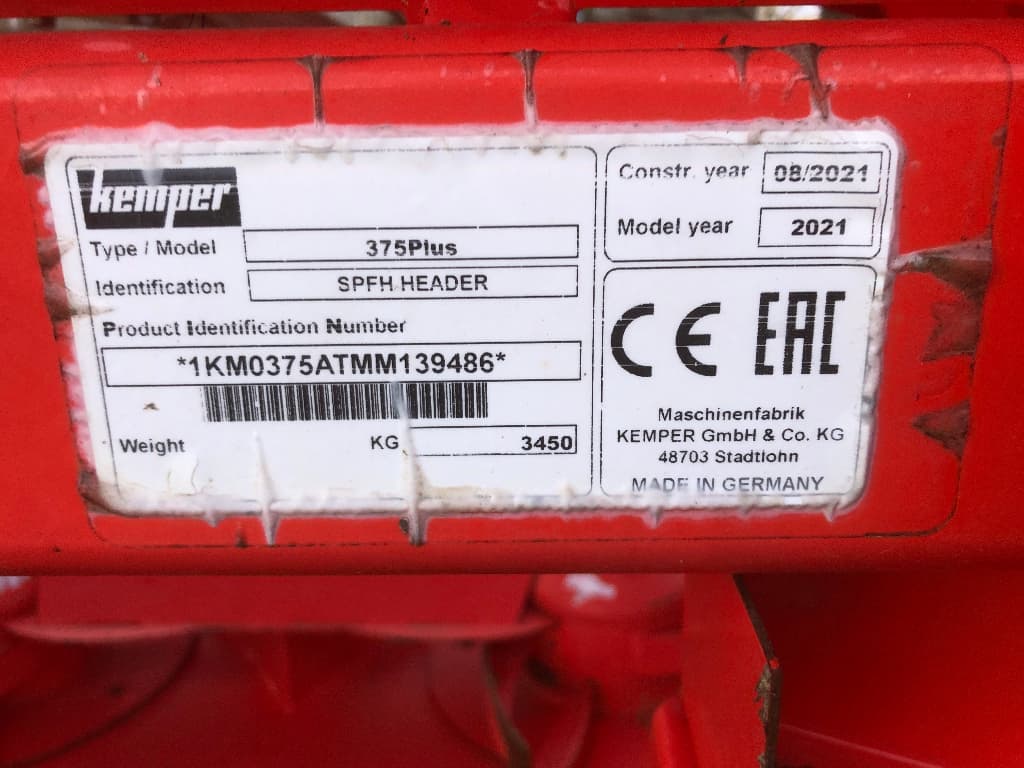 kemper
Type / Model 375Plus
Identification SPFH HEADER
Product Identification Number
*1KM0375ATMM139486*
Weight KG 3450
Constr. year 08/2021
Model year 2021
CE EAC
Maschinenfabrik
KEMPER GmbH & Co. KG
48703 Stadtlohn
MADE IN GERMANY